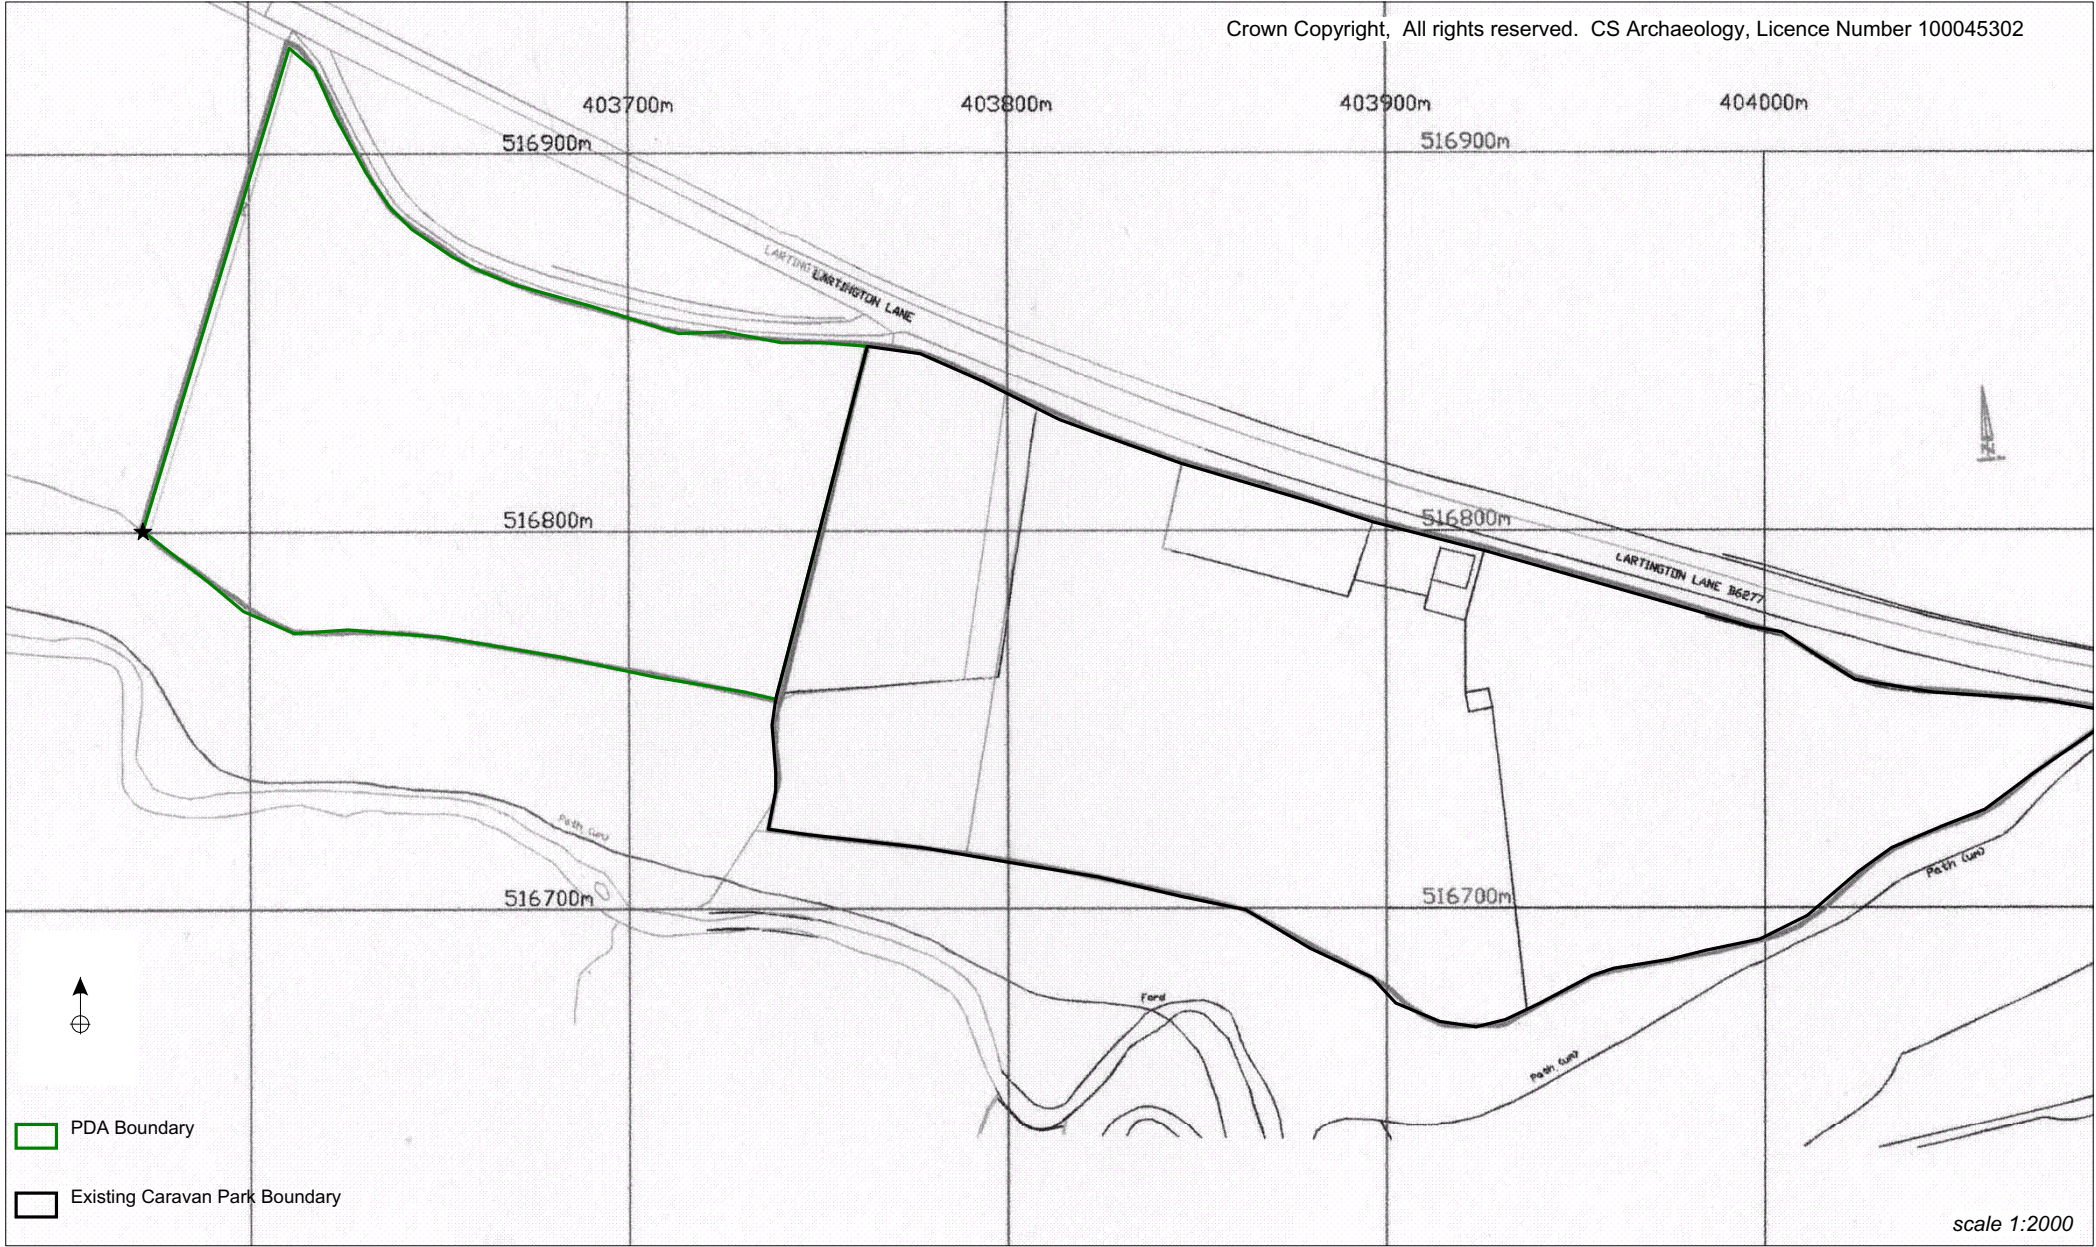 Crown Copyright, All rights reserved. CS Archaeology, Licence Number 100045302
403700m
403800m
403900m
404000m
516900m
516900m
LARTINGTON LANE
516800m
516800m
LARTINGTON LANE B6277
Path (um)
Path (um)
516700m
516700m
Ford
Path (um)
PDA Boundary
Existing Caravan Park Boundary
scale 1:2000